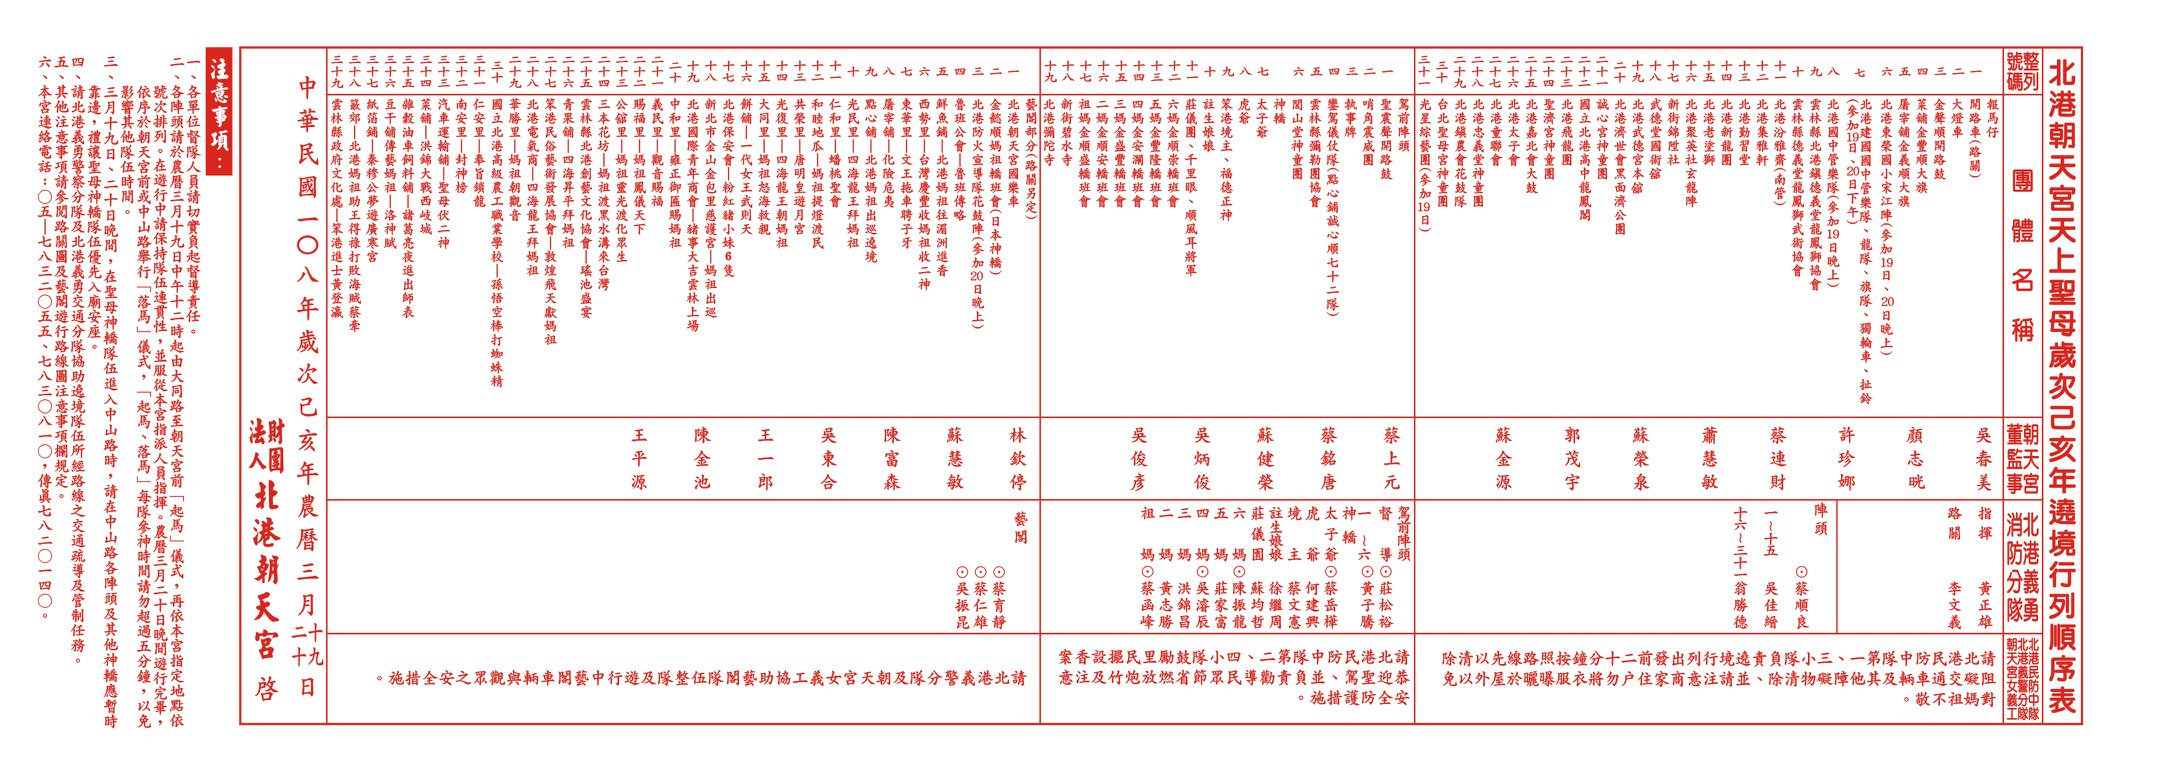 北港朝天宮天上聖母歲次己亥年遶境行列順序表
整列號碼
團體名稱
朝天宮董監事
北港義勇消防分隊
北港民防中隊
北港義警分隊
朝天宮女義工
報馬仔
一 開路車(路關)
二 大燈車
三 金聲順開路鼓
四 菜舖金豐順大旗
五 屠宰舖金義順大旗
六 北港東榮國小宋江陣(參加19日、20日晚上)
七 北港建國國中管樂隊、龍隊、旗隊、獨輪車、扯鈴
(參加19日、20日下午)
八 北港國中管樂隊(參加19日晚上)
九 雲林縣北港鎮德義堂龍鳳獅協會
十 雲林縣德義堂龍鳳獅武術協會
十一 北港汾雅齋(南管)
十二 北港集雅軒
十三 北港勤習堂
十四 北港新龍團
十五 北港老塗獅
十六 北港聚英社玄龍陣
十七 新街錦陞社
十八 武德堂國術館
十九 北港武德宮本舘
二十 北港濟世會黑面濟公團
二十一 誠心宮神童團
二十二 國立北港高中龍鳳閣
二十三 北港飛龍團
二十四 聖濟宮神童團
二十五 北港嘉北會大鼓
二十六 北港太子會
二十七 北港童聯會
二十八 北港忠義堂神童團
二十九 北港鎮農會花鼓隊
三十 台北聖母宮神童團
三十一 光星綜藝團(參加19日)
吳春美
顏志晄
許珍娜
蔡連財
蕭慧敏
蘇榮泉
郭茂宇
蘇金源
指揮 黃正雄
路關 李文義
陣頭 ⊙蔡順良
一～十五 吳佳縉
十六～三十一 翁勝德
請北港民防中隊第一、三小隊負責遶境行列出發前二十分鐘按照路線先以清除
阻礙交通車輛及其他障礙物清除、並請注意商家住戶勿將衣服曝曬於屋外以免
對媽祖不敬。
駕前陣頭
一 聖震聲開路鼓
二 哨角震威團
三 執事牌
四 鑾駕儀仗隊(點心舖誠心順七十二隊)
五 雲林縣彌勒協會
六 閭山堂神童團
神轎
七 太子爺
八 虎爺
九 笨港境主、福德正神
十 註生娘娘
十一 莊儀團、千里眼、順風耳將軍
十二 六媽金順崇轎班會
十三 五媽金豐隆轎班會
十四 四媽金安瀾轎班會
十五 三媽金盛豐轎班會
十六 二媽金順安轎班會
十七 祖媽金順盛轎班會
十八 新街碧水寺
十九 北港彌陀寺
蔡上元
蔡銘唐
蘇健榮
吳炳俊
吳俊彥
駕前陣頭
督導⊙莊松裕
一～六⊙黃子騰
神轎
太子爺⊙蔡岳樺
虎爺 何建興
境主 蔡文憲
註生娘娘 徐繼周
莊儀團 蘇均哲
六媽⊙陳振龍
五媽 莊家富
四媽⊙吳濬辰
三媽 洪錦昌
二媽 黃志勝
祖媽⊙蔡函峰
請北港民防中隊第二、四小隊鼓勵里民擺設香案
恭迎聖駕、並負責勸導民眾節省燃放炮竹及注意
安全防護措施。
藝閣部分(路關另定)
一 北港朝天宮國樂車
二 金懿順媽祖轎班會(日本神轎)
三 北港防火宣導隊花鼓陣(參加20日晚上)
四 魯班公會—魯班傳略
五 鮮魚舖—北港媽祖往湄洲進香
六 西勢里—台灣慶豐收媽祖收二神
七 東華里—文王拖車聘子牙
八 屠宰舖—化險危夷
九 點心舖—北港媽祖出巡遶境
十 光民里—四海龍王拜媽祖
十一 仁和里—蟠桃聖會
十二 和睦地瓜—媽祖提燈渡民
十三 共榮里—唐明皇遊月宮
十四 光復里—四海龍王朝媽祖
十五 大同里—媽祖怒海救親
十六 餅舖—一代女王武則天
十七 北港保安會—粉紅豬小妹6隻
十八 新北市金山金包里慈護宮—媽祖出巡
十九 北港國際青年商會—豬事大吉雲林上場
二十 中和里—雍正御匾賜媽祖
二十一 義民里—觀音賜福
二十二 賜福里—媽祖鳳儀天下
二十三 公館里—媽祖靈光渡化眾生
二十四 三本花坊—媽祖渡黑水溝來台灣
二十五 雲林縣北港創藝文化協會—瑤池盛宴
二十六 青果舖—四海昇平拜媽祖
二十七 笨港民俗藝術發展協會—敦煌飛天獻媽祖
二十八 北港電氣商—四海龍王拜媽祖
二十九 華勝里—媽祖朝觀音
三十 國立北港高級農工職業學校—孫悟空棒打蜘蛛精
三十一 仁安里—奉旨鎖龍
三十二 南安里—封神榜
三十三 汽車運輸舖—聖母伏二神
三十四 菜舖—洪錦大戰西岐城
三十五 雜穀油車飼料舖—諸葛亮夜進出師表
三十六 豆干舖傳藝媽祖—洛神賦
三十七 紙箔舖—秦穆公夢遊廣寒宮
三十八 籨郊—北港媽祖助王得祿打敗海賊蔡牽
三十九 雲林縣政府文化處—笨港進士黃登瀛
林欽停
蘇慧敏
陳富森
吳東合
王一郎
陳金池
王平源
藝閣
⊙蔡育靜
⊙蔡仁雄
⊙吳振昆
請北港義警分隊及朝天宮女義工協助藝閣隊伍整隊及遊行中藝閣車輛與觀眾之安全措施。
中華民國一〇八年歲次己亥年農曆三月十九二十日
財團法人北港朝天宮 啓
注意事項：
一、各單位督隊人員請切實負起督導責任。
二、各陣頭請於農曆三月十九日中午十二時起由大同路至朝天宮前「起馬」儀式，再依本宮指定地點依
號次排列。在遊行中請保持隊伍連貫性，並服從本宮指派人員指揮。農曆三月二十日晚間遊行完畢，
依序於朝天宮前或中山路舉行「落馬」儀式，「起馬、落馬」每隊參神時間請勿超過五分鐘，以免
影響其他隊伍時間。
三、三月十九日、二十日晚間，在聖母神轎隊伍進入中山路時，請在中山路各陣頭及其他神轎應暫時
靠邊，禮讓聖母神轎隊伍優先入廟安座。
四、請北港義勇警察分隊及北港義勇交通分隊協助遶境隊伍所經路線之交通疏導及管制任務。
五、其他注意事項請參閱路關圖及藝閣遊行路線圖注意事項欄規定。
六、本宮連絡電話：〇五—七八三二〇五五、七八三〇八一〇，傳真七八二〇一四〇。